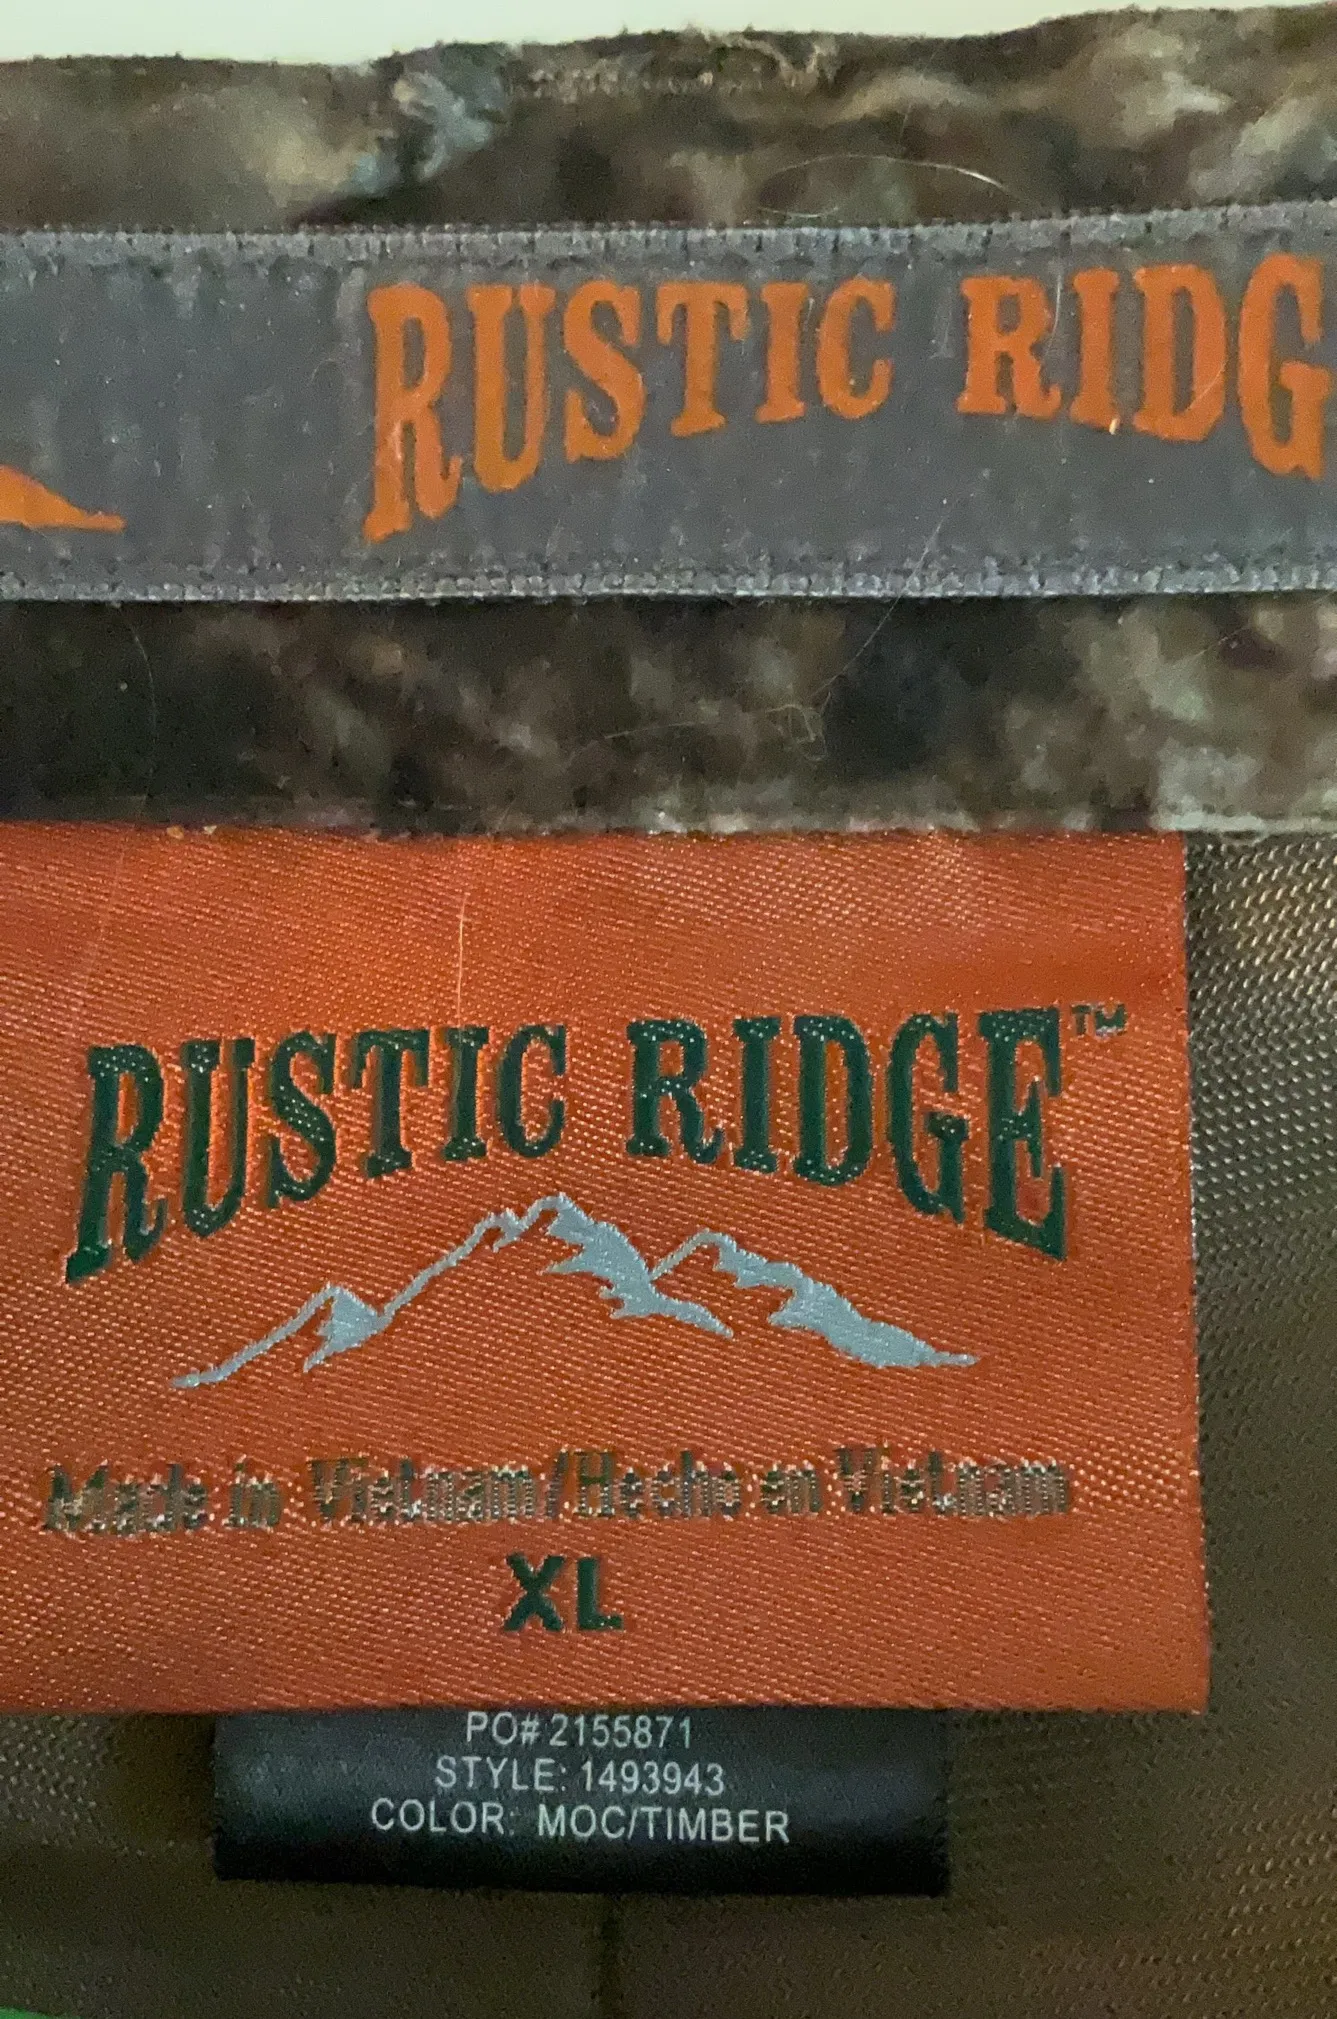 RUSTIC RIDG
RUSTIC RIDGE™
Made in Vietnam/Hecho en Vietnam
XL
PO# 2155871
STYLE: 1493943
COLOR: MOC/TIMBER